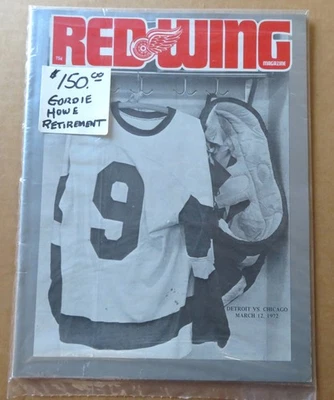 THE
RED WING
MAGAZINE
$150.00
GORDIE
HOWE
RETIREMENT
9
DETROIT VS CHICAGO
MARCH 12, 1972